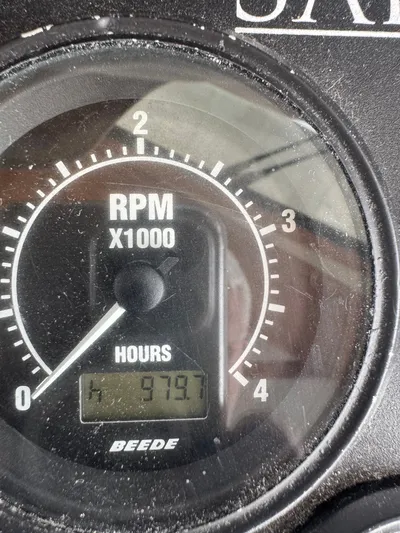 2
RPM
X1000
3
HOURS
0
h 979.7
4
BEEDE